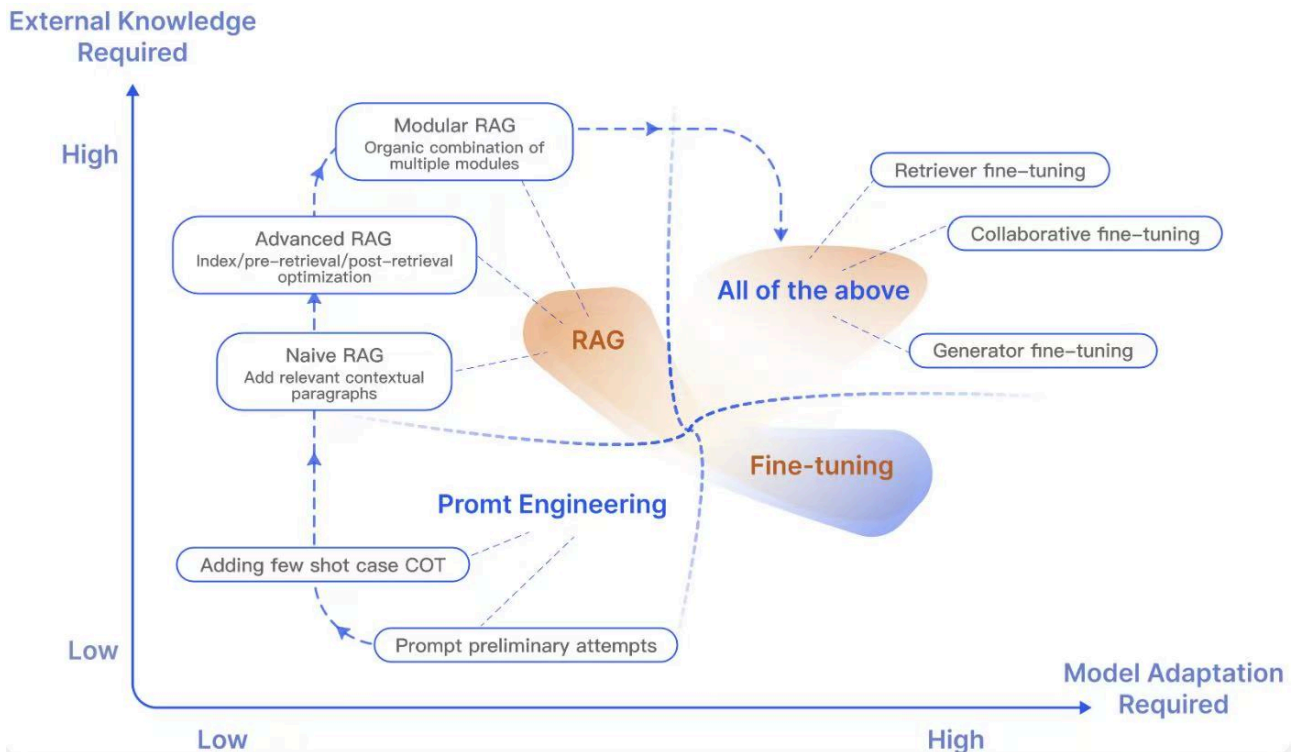 External Knowledge
Required
High
Modular RAG
Organic combination of
multiple modules
Retriever fine-tuning
Advanced RAG
Index/pre-retrieval/post-retrieval
optimization
Collaborative fine-tuning
All of the above
RAG
Naive RAG
Add relevant contextual
paragraphs
Generator fine-tuning
Fine-tuning
Promt Engineering
Adding few shot case COT
Prompt preliminary attempts
Low
Model Adaptation
Required
Low
High